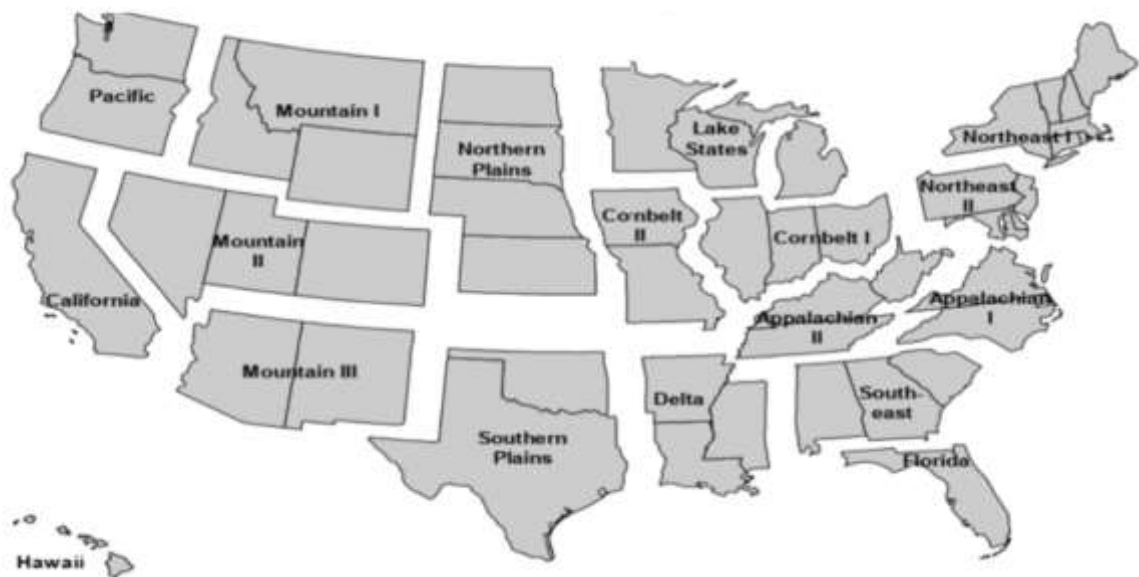 Pacific
Mountain I
Northern
Plains
Lake
States
Northeast I
Northeast
II
Cornbelt
II
Cornbelt I
Mountain
II
California
Appalachian
I
Appalachian
II
Mountain III
Delta
South-
east
Southern
Plains
Florida
Hawaii